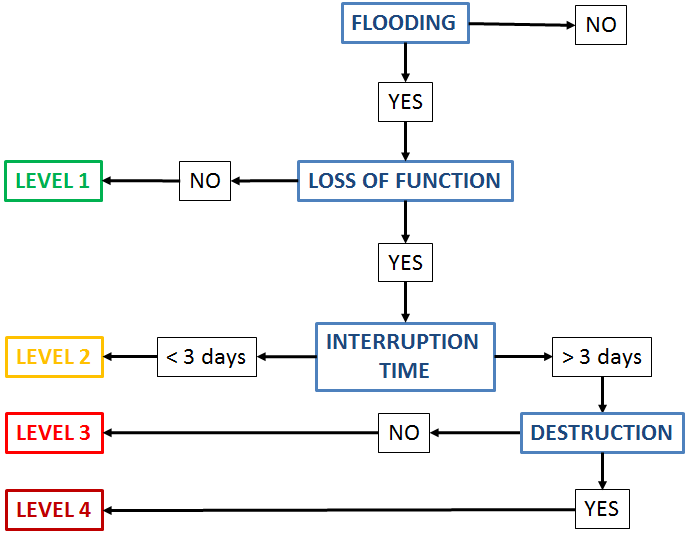 FLOODING
NO
YES
LEVEL 1
NO
LOSS OF FUNCTION
YES
LEVEL 2
< 3 days
INTERRUPTION
TIME
> 3 days
LEVEL 3
NO
DESTRUCTION
LEVEL 4
YES